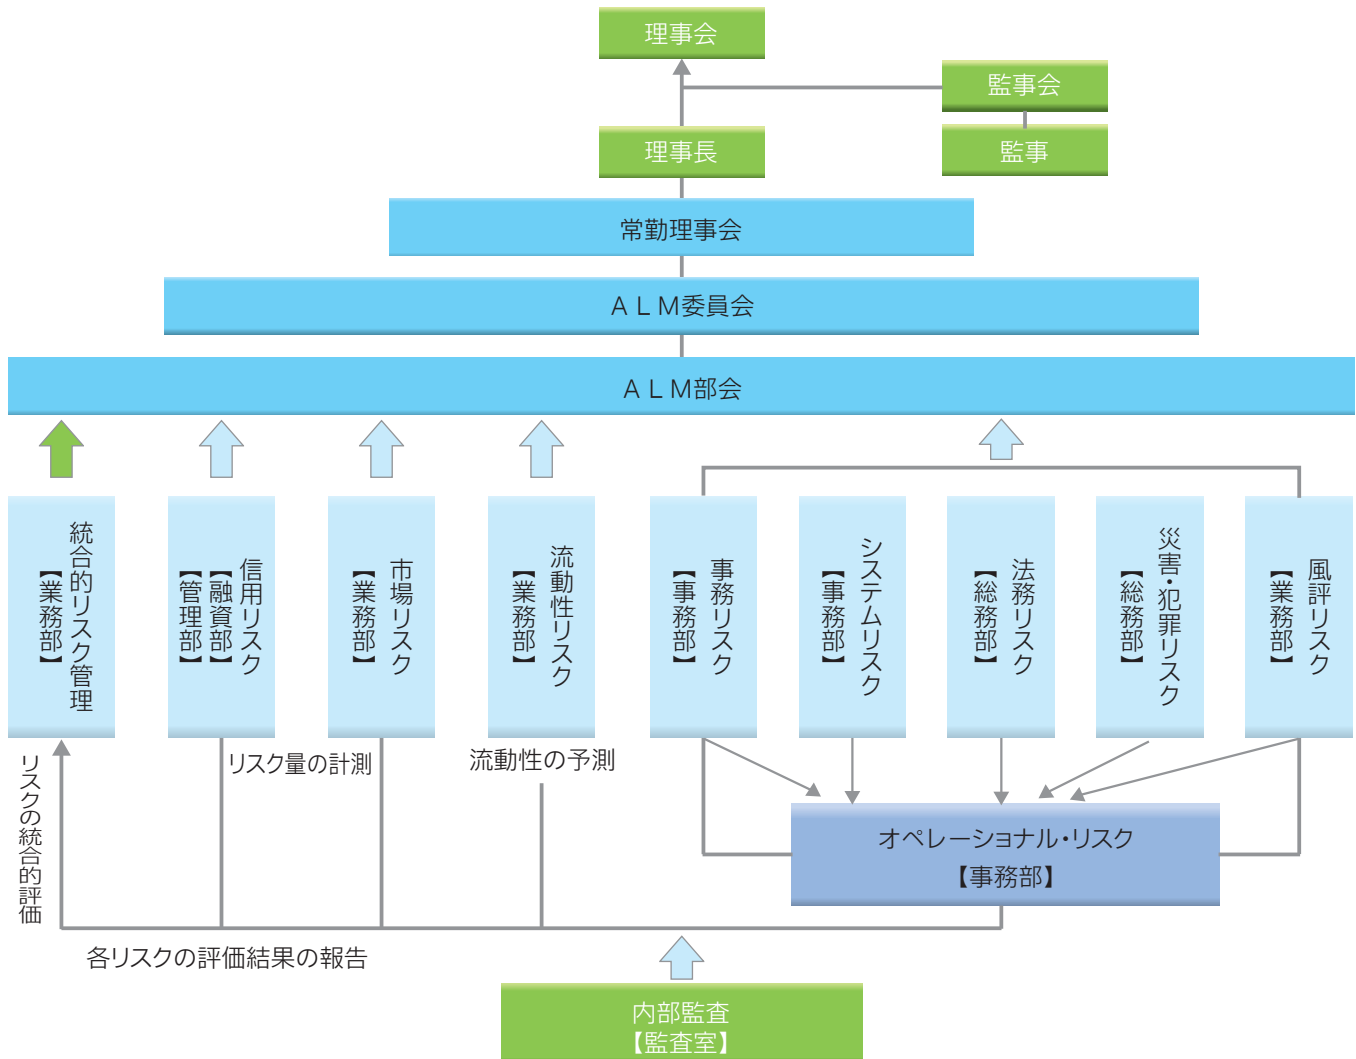 理事会
監事会
理事長
監事
常勤理事会
ＡＬＭ委員会
ＡＬＭ部会
統合的リスク管理
【業務部】
信用リスク
【融資部】
【管理部】
市場リスク
【業務部】
流動性リスク
【業務部】
事務リスク
【事務部】
システムリスク
【事務部】
法務リスク
【総務部】
災害・犯罪リスク
【総務部】
風評リスク
【業務部】
リスクの統合的評価
リスク量の計測
流動性の予測
オペレーショナル・リスク
【事務部】
各リスクの評価結果の報告
内部監査
【監査室】